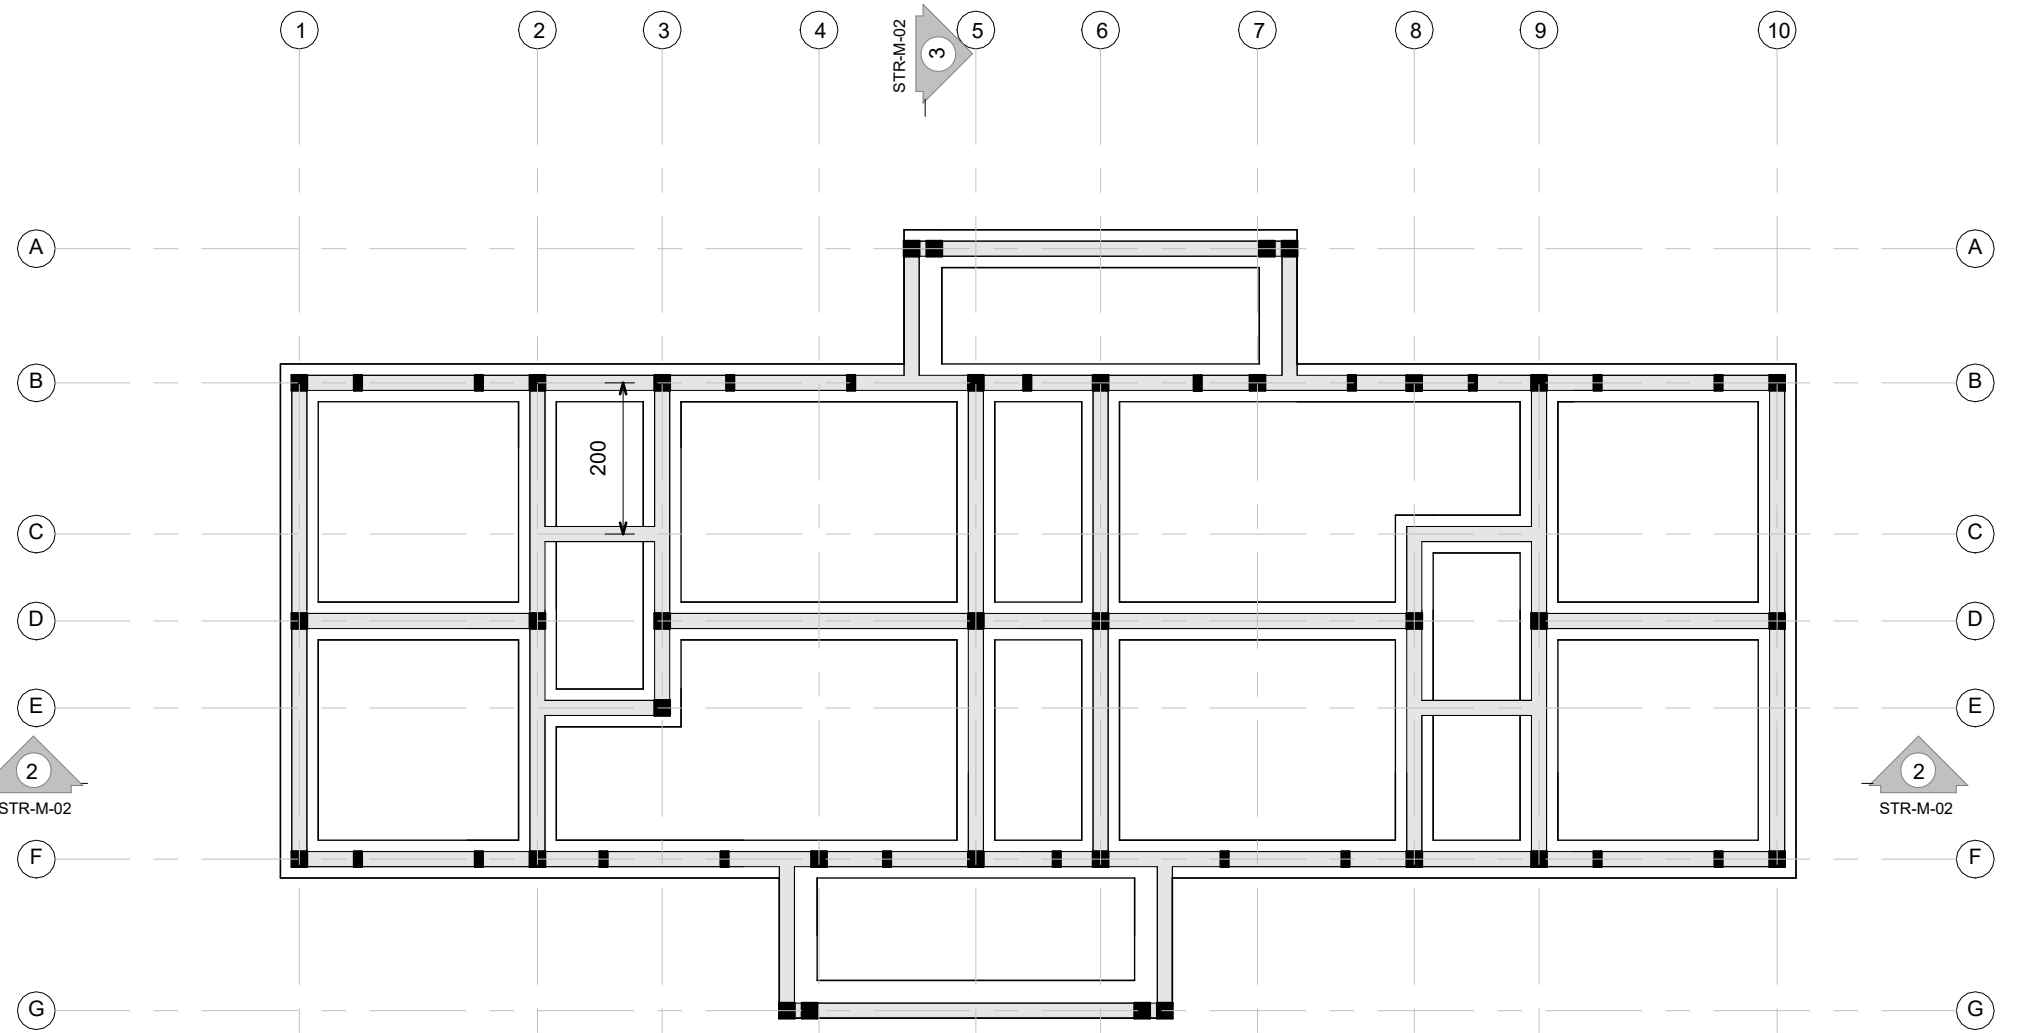 1 2 3 4 5 6 7 8 9 10
STR-M-02
3
A A
B B
200
C C
D D
E E
2 2
STR-M-02 STR-M-02
F F
G G